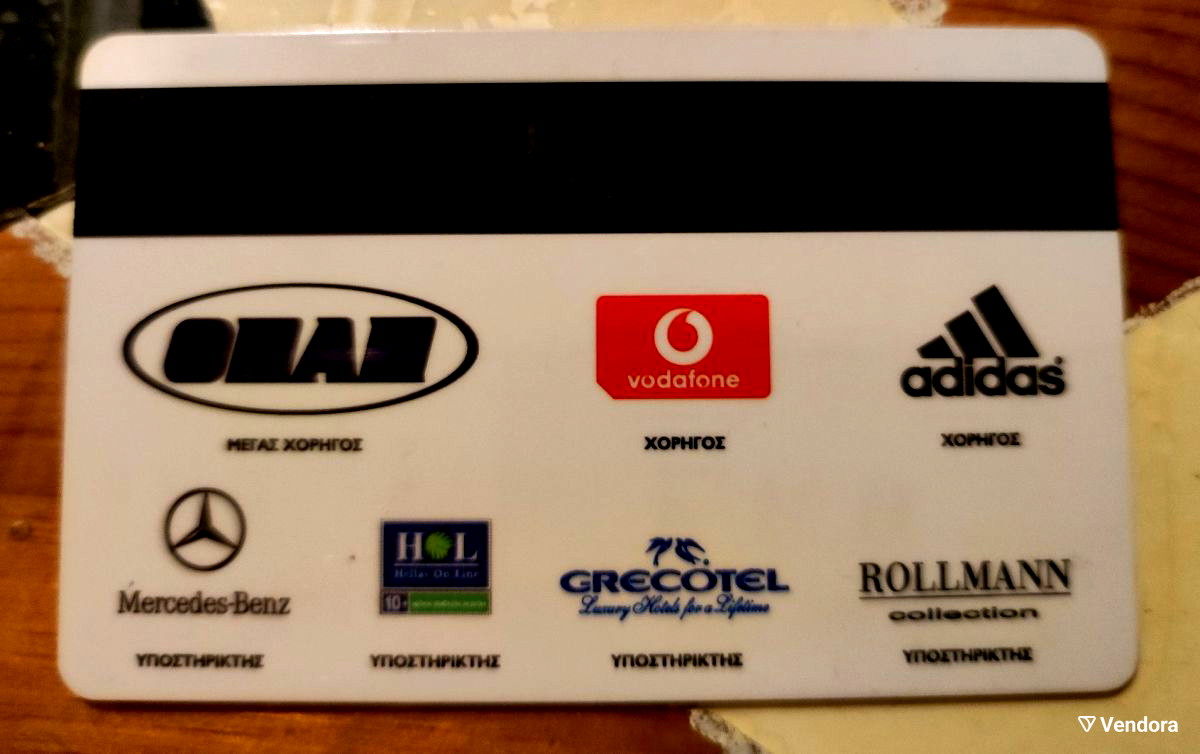 ΟΠΑΠ
ΜΕΓΑΣ ΧΟΡΗΓΟΣ
vodafone
ΧΟΡΗΓΟΣ
adidas
ΧΟΡΗΓΟΣ
Mercedes-Benz
ΥΠΟΣΤΗΡΙΚΤΗΣ
HOL
Hellas On Line
10+
ΥΠΟΣΤΗΡΙΚΤΗΣ
GRECOTEL
Luxury Hotels for a Lifetime
ΥΠΟΣΤΗΡΙΚΤΗΣ
ROLLMANN
collection
ΥΠΟΣΤΗΡΙΚΤΗΣ
Vendora